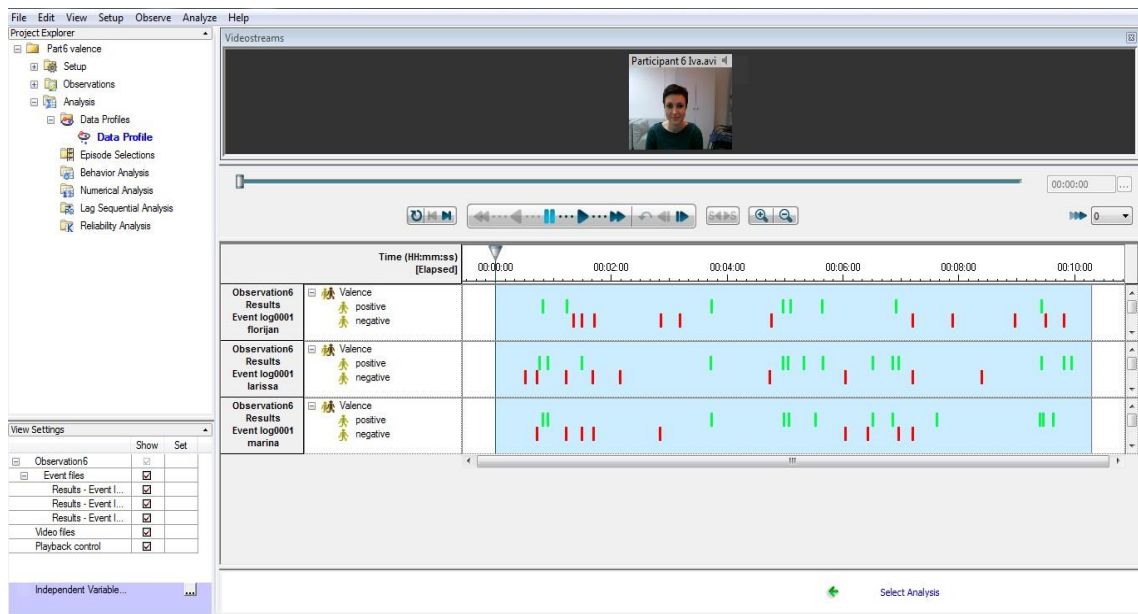 File Edit View Setup Observe Analyze Help
Project Explorer
Part6 valence
Setup
Observations
Analysis
Data Profiles
Data Profile
Episode Selections
Behavior Analysis
Numerical Analysis
Lag Sequential Analysis
Reliability Analysis
View Settings
Show Set
Observation6
Event files
Results - Event l...
Results - Event l...
Results - Event l...
Video files
Playback control
Independent Variable... ...
Videostreams
Participant 6 Iva.avi
00:00:00 ...
0
Time (HH:mm:ss)
[Elapsed]
00:00:00 00:02:00 00:04:00 00:06:00 00:08:00 00:10:00
Observation6
Results
Event log0001
florijan
Valence
positive
negative
Observation6
Results
Event log0001
larissa
Valence
positive
negative
Observation6
Results
Event log0001
marina
Valence
positive
negative
Select Analysis